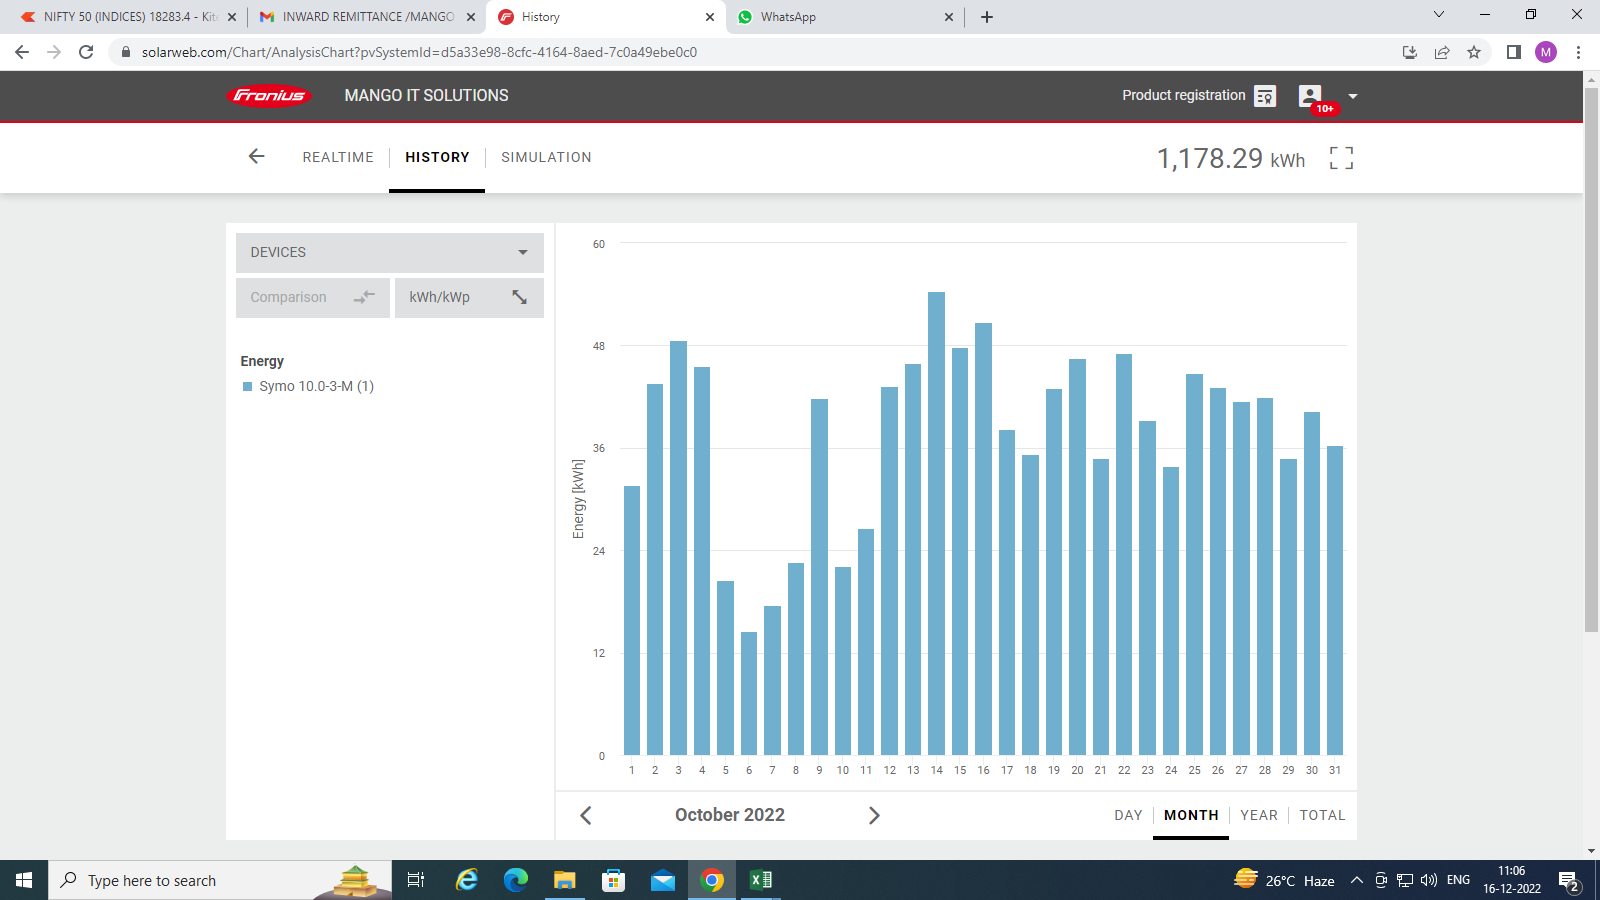 NIFTY 50 (INDICES) 18283.4 - Kit
INWARD REMITTANCE /MANGO
History
WhatsApp
solarweb.com/Chart/AnalysisChart?pvSystemId=d5a33e98-8cfc-4164-8aed-7c0a49ebe0c0
M
Fronius
MANGO IT SOLUTIONS
Product registration
10+
REALTIME
HISTORY
SIMULATION
1,178.29 kWh
DEVICES
Comparison
kWh/kWp
Energy
Symo 10.0-3-M (1)
60
48
36
24
12
0
Energy [kWh]
1 2 3 4 5 6 7 8 9 10 11 12 13 14 15 16 17 18 19 20 21 22 23 24 25 26 27 28 29 30 31
October 2022
DAY
MONTH
YEAR
TOTAL
Type here to search
26°C Haze
ENG
11:06
16-12-2022
2